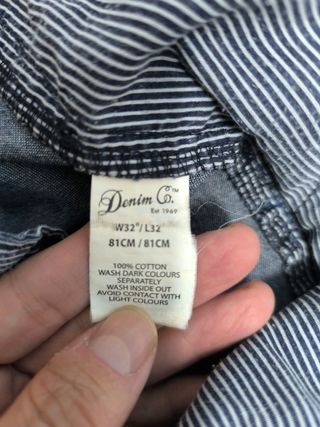 Denim Co.™
Est 1969
W32"/L32"
81CM / 81CM
100% COTTON
WASH DARK COLOURS
SEPARATELY
WASH INSIDE OUT
AVOID CONTACT WITH
LIGHT COLOURS